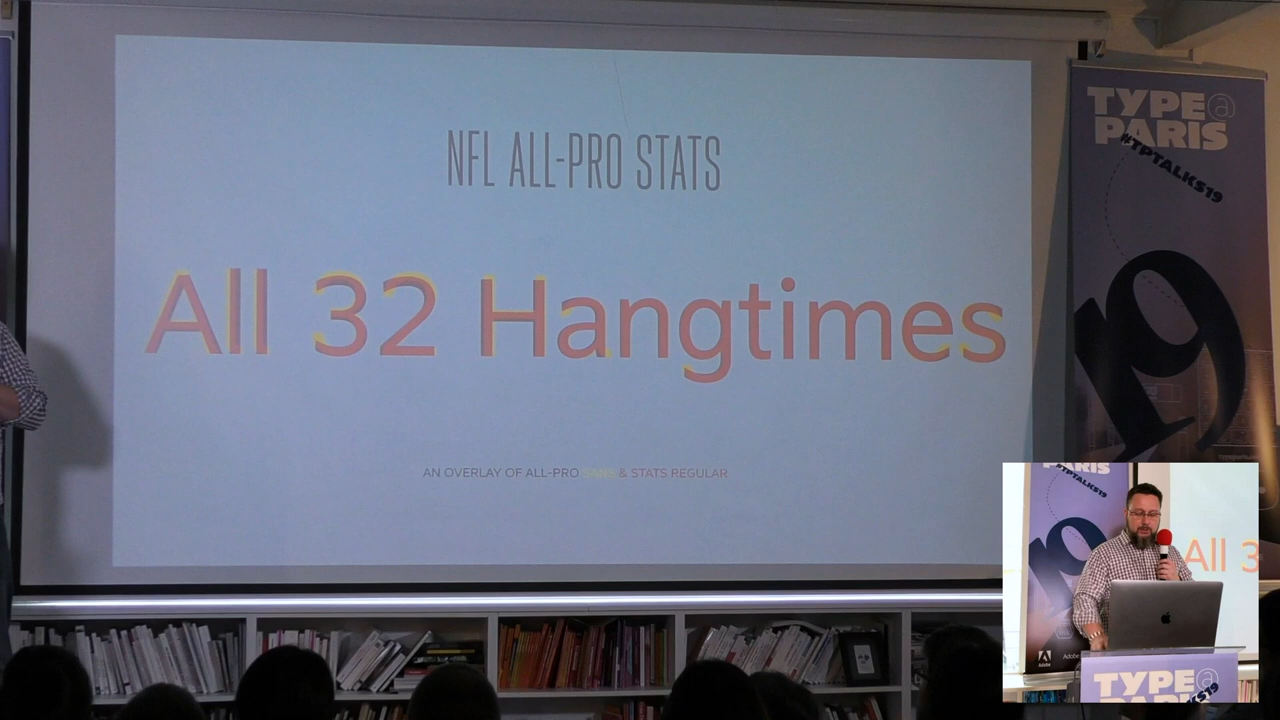 NFL ALL-PRO STATS
All 32 Hangtimes
AN OVERLAY OF ALL-PRO SANS & STATS REGULAR
TYPE@
PARIS
#TPTALKS19
PARIS
#TPTALKS19
All 3
Adobe
TYPE@